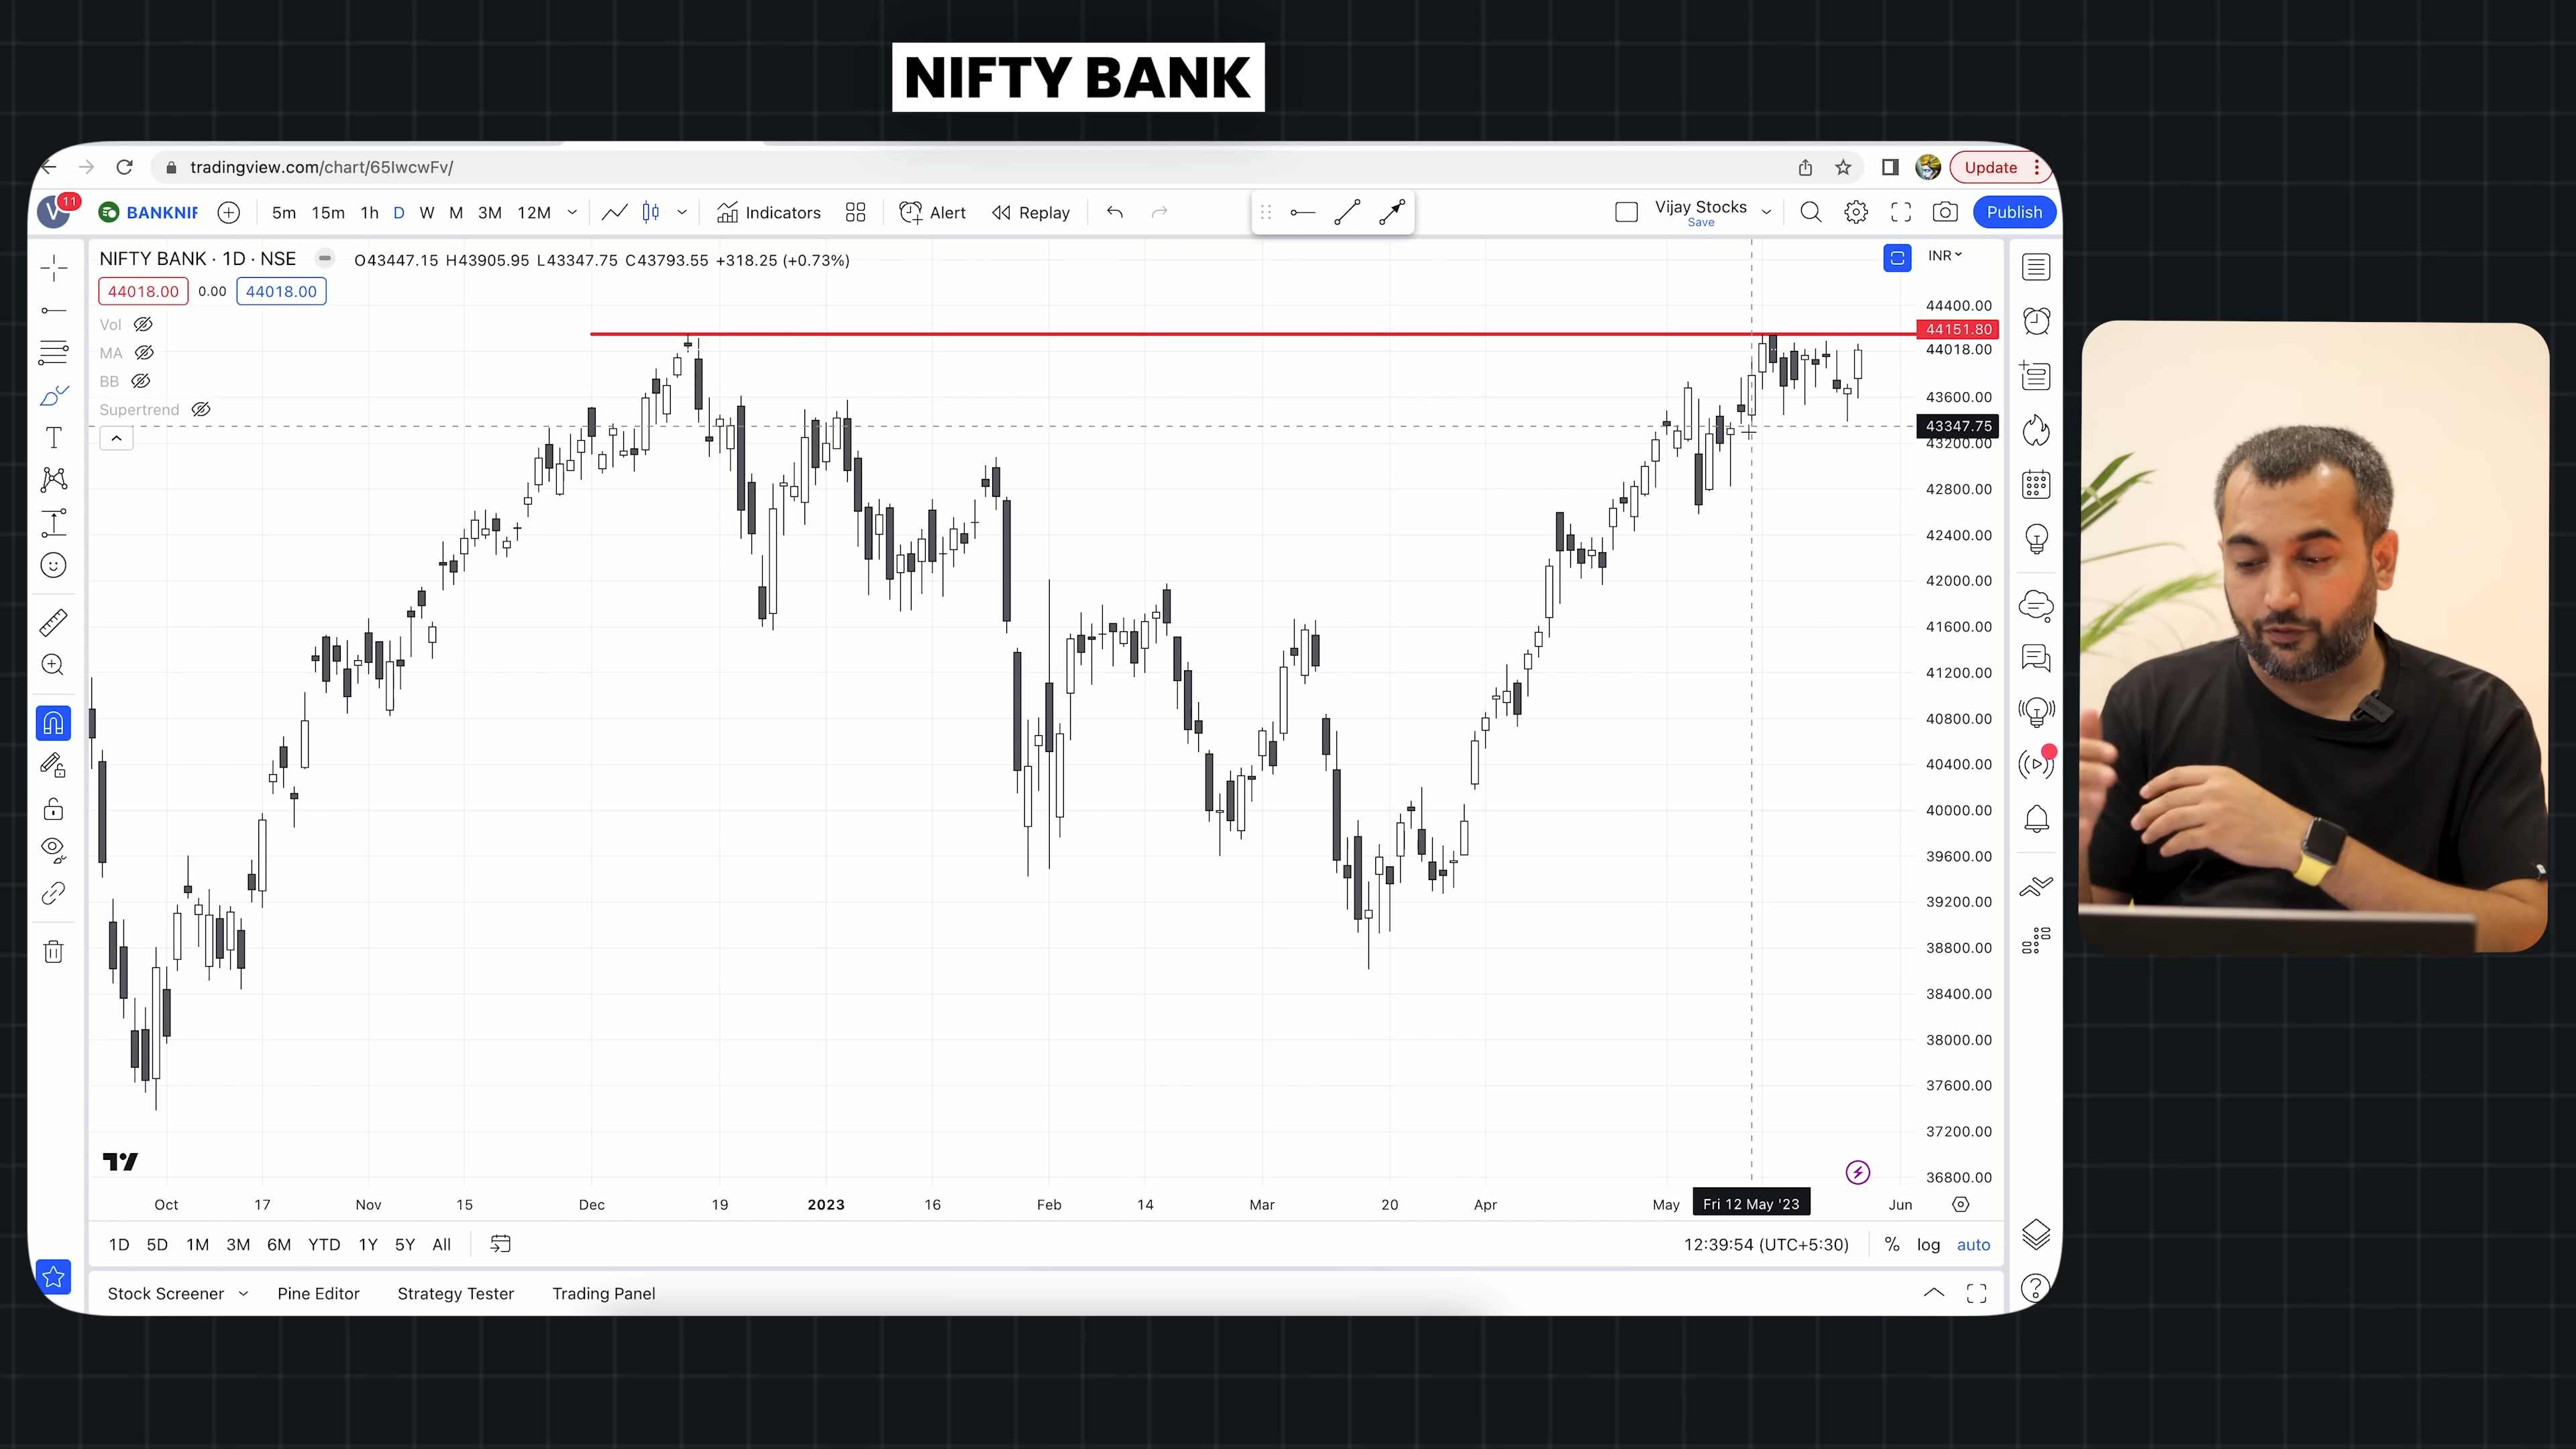 NIFTY BANK
tradingview.com/chart/65IwcwFv/
Update
V 11 BANKNIF 5m 15m 1h D W M 3M 12M Indicators Alert Replay Vijay Stocks Save Publish
NIFTY BANK · 1D · NSE O43447.15 H43905.95 L43347.75 C43793.55 +318.25 (+0.73%)
INR
44018.00 0.00 44018.00
Vol
MA
BB
Supertrend
44400.00
44151.80
44018.00
43600.00
43347.75
43200.00
42800.00
42400.00
42000.00
41600.00
41200.00
40800.00
40400.00
40000.00
39600.00
39200.00
38800.00
38400.00
38000.00
37600.00
37200.00
36800.00
Oct 17 Nov 15 Dec 19 2023 16 Feb 14 Mar 20 Apr May Fri 12 May '23 Jun
1D 5D 1M 3M 6M YTD 1Y 5Y All 12:39:54 (UTC+5:30) % log auto
Stock Screener Pine Editor Strategy Tester Trading Panel